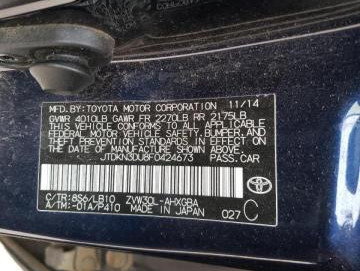 MFD. BY: TOYOTA MOTOR CORPORATION 11/14
GVWR 4010LB GAWR FR 2270LB RR 2175LB
THIS VEHICLE CONFORMS TO ALL APPLICABLE
FEDERAL MOTOR VEHICLE SAFETY, BUMPER,
AND THEFT PREVENTION STANDARDS IN EFFECT
ON THE DATE OF MANUFACTURE SHOWN ABOVE.
JTDKN3DU8F0424673 PASS.CAR
C/TR: 8S6/LB10 ZVW30L-AHXGBA
A/TM:-01A/P410 MADE IN JAPAN 027 C
TOYOTA